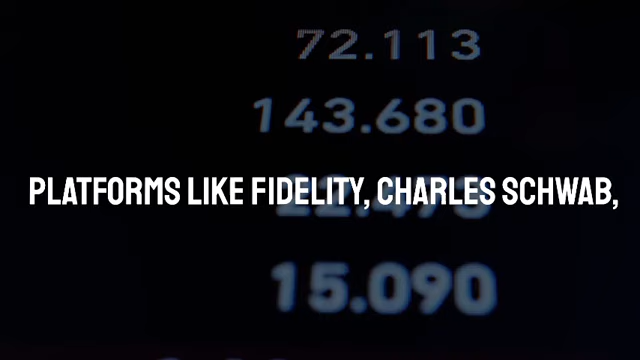 72.113
143.680
PLATFORMS LIKE FIDELITY, CHARLES SCHWAB,
15.090